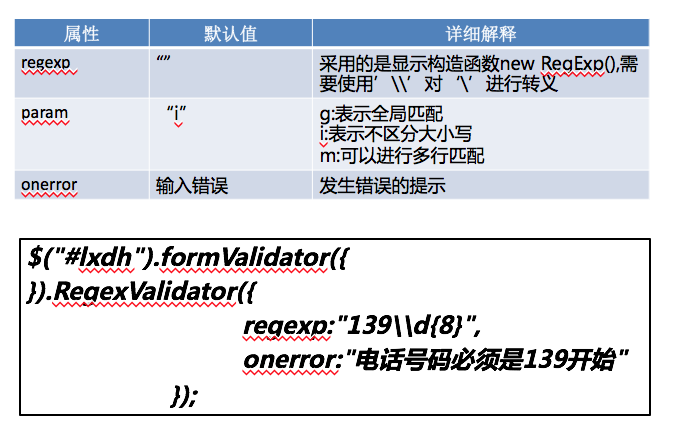 属性 默认值 详细解释
regexp “” 采用的是显示构造函数new RegExp(),需
要使用’\\’对‘\’进行转义
param “i” g:表示全局匹配
i:表示不区分大小写
m:可以进行多行匹配
onerror 输入错误 发生错误的提示
$("#lxdh").formValidator({
}).RegexValidator({
regexp:"139\\d{8}",
onerror:"电话号码必须是139开始"
});